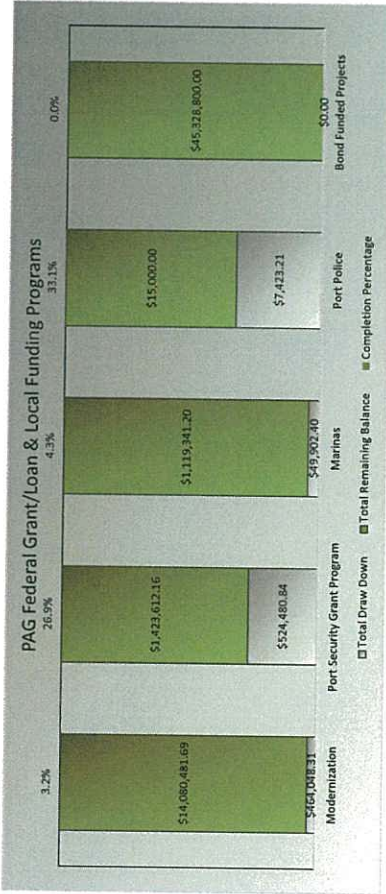 PAG Federal Grant/Loan & Local Funding Programs
3.2%
26.9%
4.3%
33.1%
0.0%
$14,080,481.69
$1,423,612.16
$1,119,341.20
$15,000.00
$45,328,800.00
$464,048.31
$524,480.84
$49,902.40
$7,423.21
$0.00
Modernization
Port Security Grant Program
Marinas
Port Police
Bond Funded Projects
Total Draw Down
Total Remaining Balance
Completion Percentage